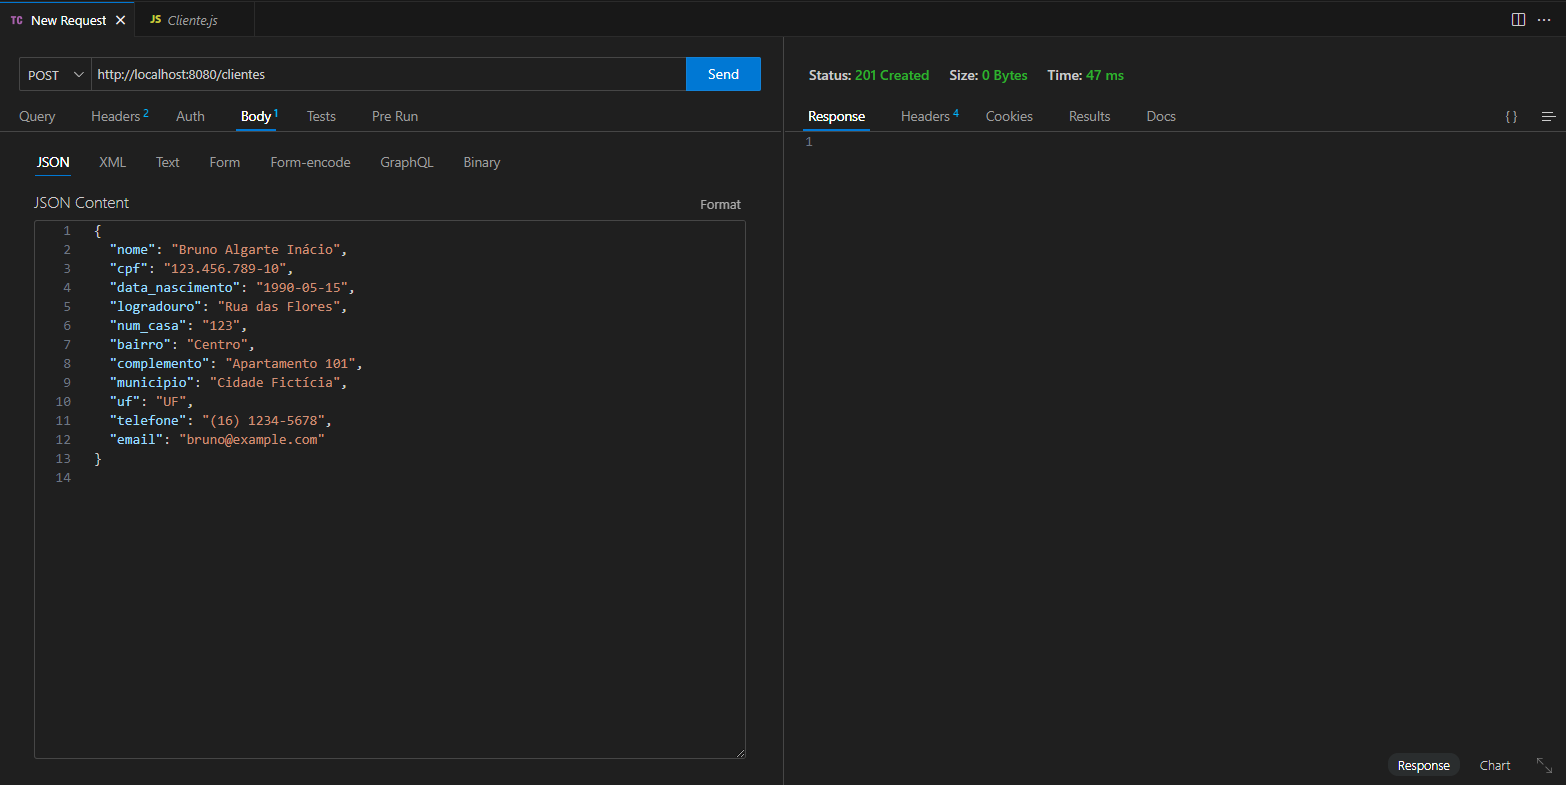 TC New Request JS Cliente.js
POST http://localhost:8080/clientes Send
Query Headers 2 Auth Body 1 Tests Pre Run
JSON XML Text Form Form-encode GraphQL Binary
JSON Content Format
1 {
2 "nome": "Bruno Algarte Inácio",
3 "cpf": "123.456.789-10",
4 "data_nascimento": "1990-05-15",
5 "logradouro": "Rua das Flores",
6 "num_casa": "123",
7 "bairro": "Centro",
8 "complemento": "Apartamento 101",
9 "municipio": "Cidade Fictícia",
10 "uf": "UF",
11 "telefone": "(16) 1234-5678",
12 "email": "bruno@example.com"
13 }
14
Status: 201 Created Size: 0 Bytes Time: 47 ms
Response Headers 4 Cookies Results Docs { }
1
Response Chart